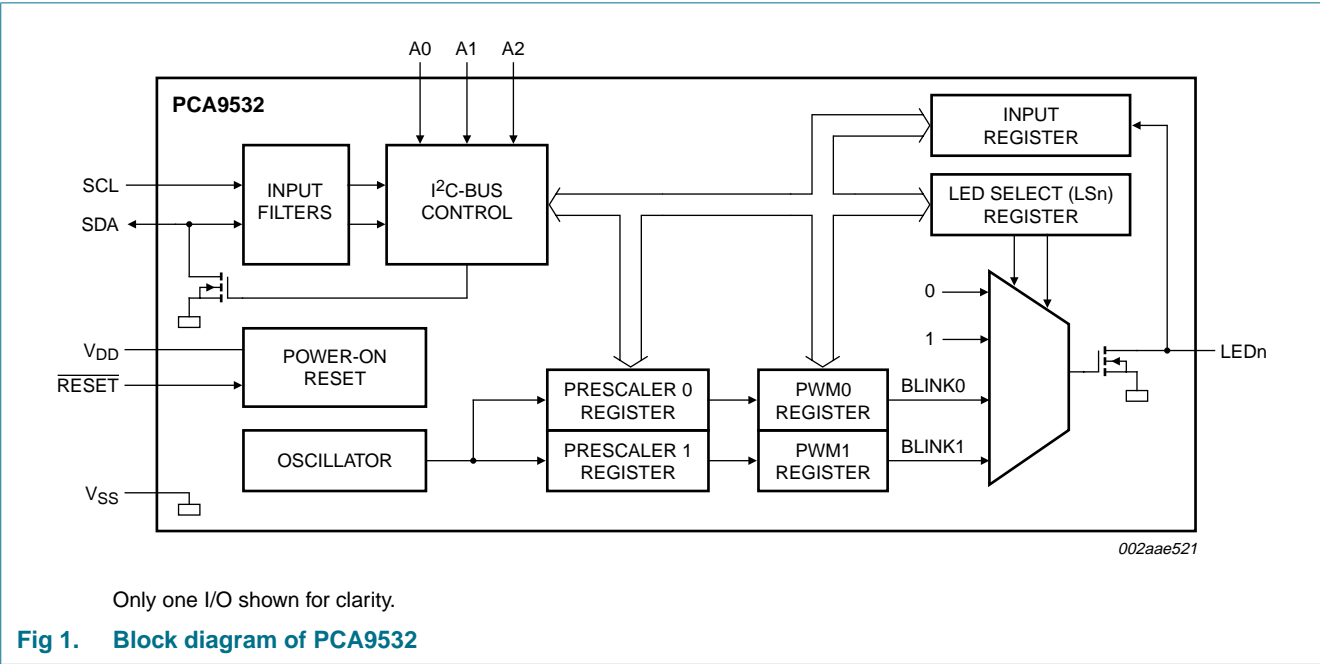 A0 A1 A2
PCA9532
SCL
SDA
INPUT
FILTERS
I2C-BUS
CONTROL
INPUT
REGISTER
LED SELECT (LSn)
REGISTER
0
1
VDD
RESET
POWER-ON
RESET
LEDn
PRESCALER 0
REGISTER
PWM0
REGISTER
BLINK0
OSCILLATOR
PRESCALER 1
REGISTER
PWM1
REGISTER
BLINK1
VSS
002aae521
Only one I/O shown for clarity.
Fig 1. Block diagram of PCA9532